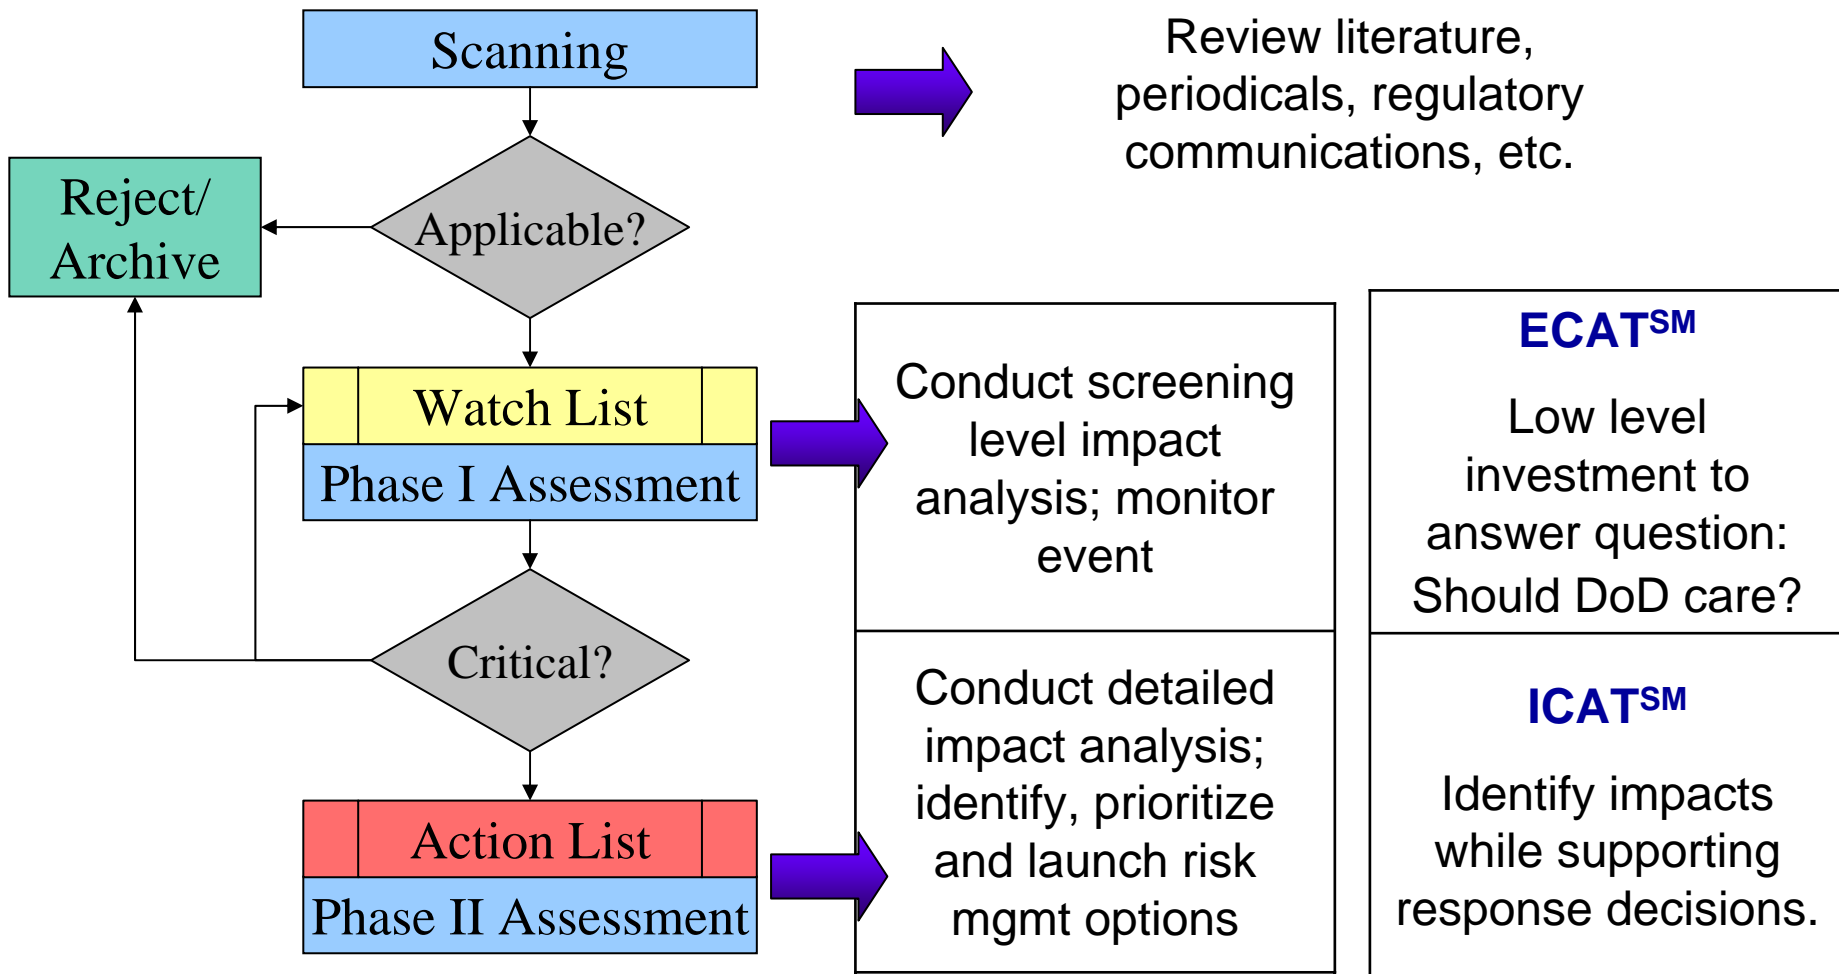 Scanning
Review literature,
periodicals, regulatory
communications, etc.
Reject/
Archive
Applicable?
Watch List
Phase I Assessment
Conduct screening
level impact
analysis; monitor
event
ECATSM
Low level
investment to
answer question:
Should DoD care?
Critical?
Action List
Phase II Assessment
Conduct detailed
impact analysis;
identify, prioritize
and launch risk
mgmt options
ICATSM
Identify impacts
while supporting
response decisions.